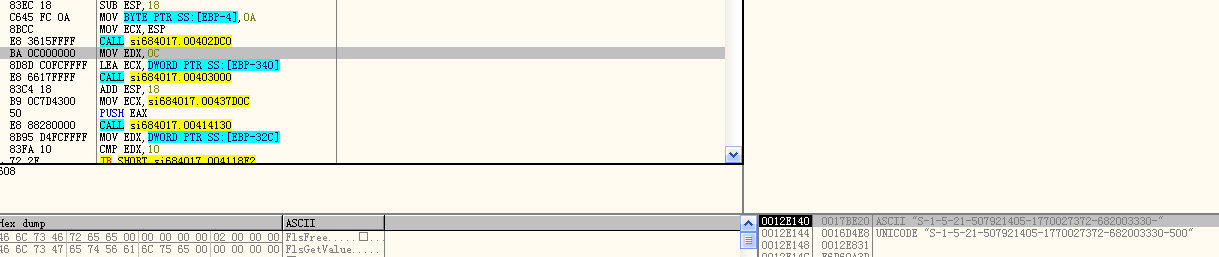 83EC 18 SUB ESP,18
C645 FC 0A MOV BYTE PTR SS:[EBP-4],0A
8BCC MOV ECX,ESP
E8 3615FFFF CALL si684017.00402DC0
BA 0C000000 MOV EDX,0C
8D8D C0FCFFFF LEA ECX,DWORD PTR SS:[EBP-340]
E8 6617FFFF CALL si684017.00403000
83C4 18 ADD ESP,18
B9 0C7D4300 MOV ECX,si684017.00437D0C
50 PUSH EAX
E8 88280000 CALL si684017.00414130
8B95 D4FCFFFF MOV EDX,DWORD PTR SS:[EBP-32C]
83FA 10 CMP EDX,10
72 2E JB SHORT si684017.004118E2
608
Hex dump ASCII
46 6C 73 46 72 65 65 00 00 00 00 00 02 00 00 00 FlsFree.....□...
46 6C 73 47 65 74 56 61 6C 75 65 00 00 00 00 00 FlsGetValue.....
0012E140 0017BE20 ASCII "S-1-5-21-507921405-1770027372-682003330-"
0012E144 0016D4E8 UNICODE "S-1-5-21-507921405-1770027372-682003330-500"
0012E148 0012E831
0012E14C E6D60A3D